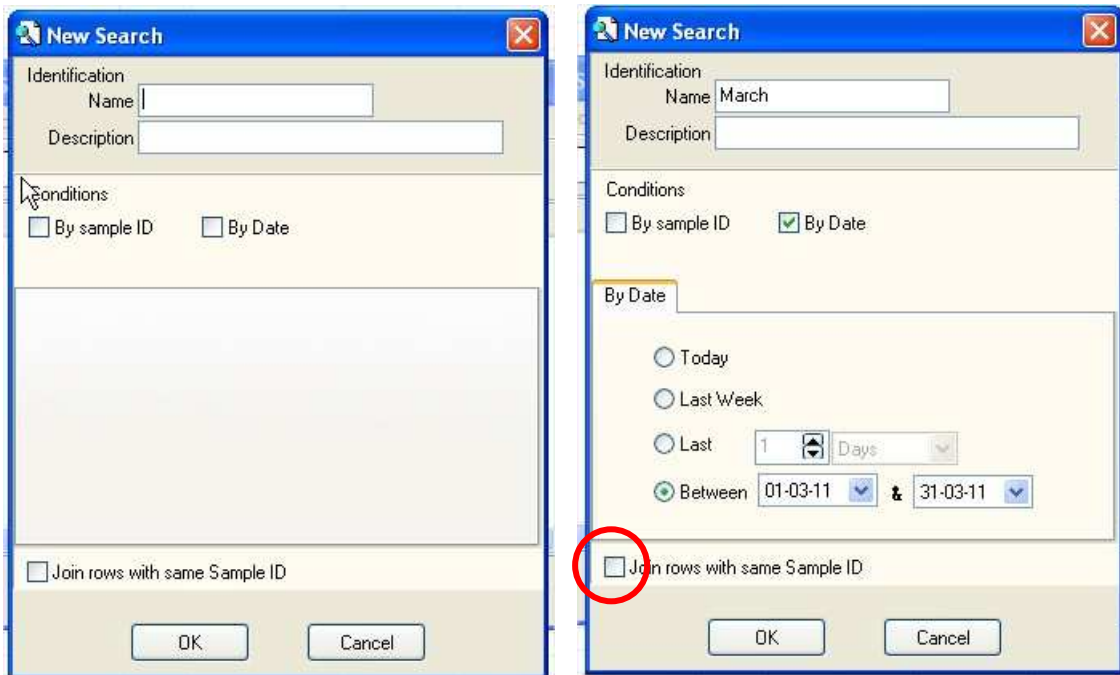 New Search
Identification
Name
Description
Conditions
By sample ID By Date
Join rows with same Sample ID
OK Cancel
New Search
Identification
Name March
Description
Conditions
By sample ID By Date
By Date
Today
Last Week
Last 1 Days
Between 01-03-11 & 31-03-11
Join rows with same Sample ID
OK Cancel